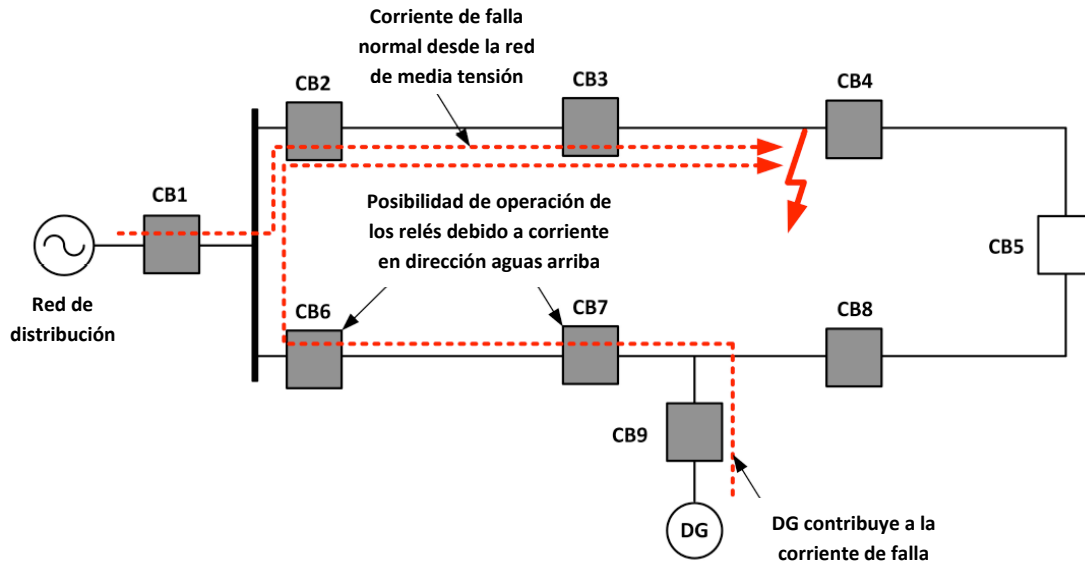 Corriente de falla
normal desde la red
de media tensión
CB2
CB3
CB4
CB1
Posibilidad de operación de
los relés debido a corriente
en dirección aguas arriba
CB5
Red de
distribución
CB6
CB7
CB8
CB9
DG
DG contribuye a la
corriente de falla